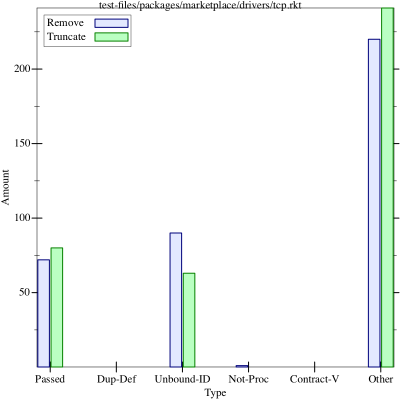 test-files/packages/marketplace/drivers/tcp.rkt
Remove
Truncate
200
150
100
50
Amount
Passed Dup-Def Unbound-ID Not-Proc Contract-V Other
Type